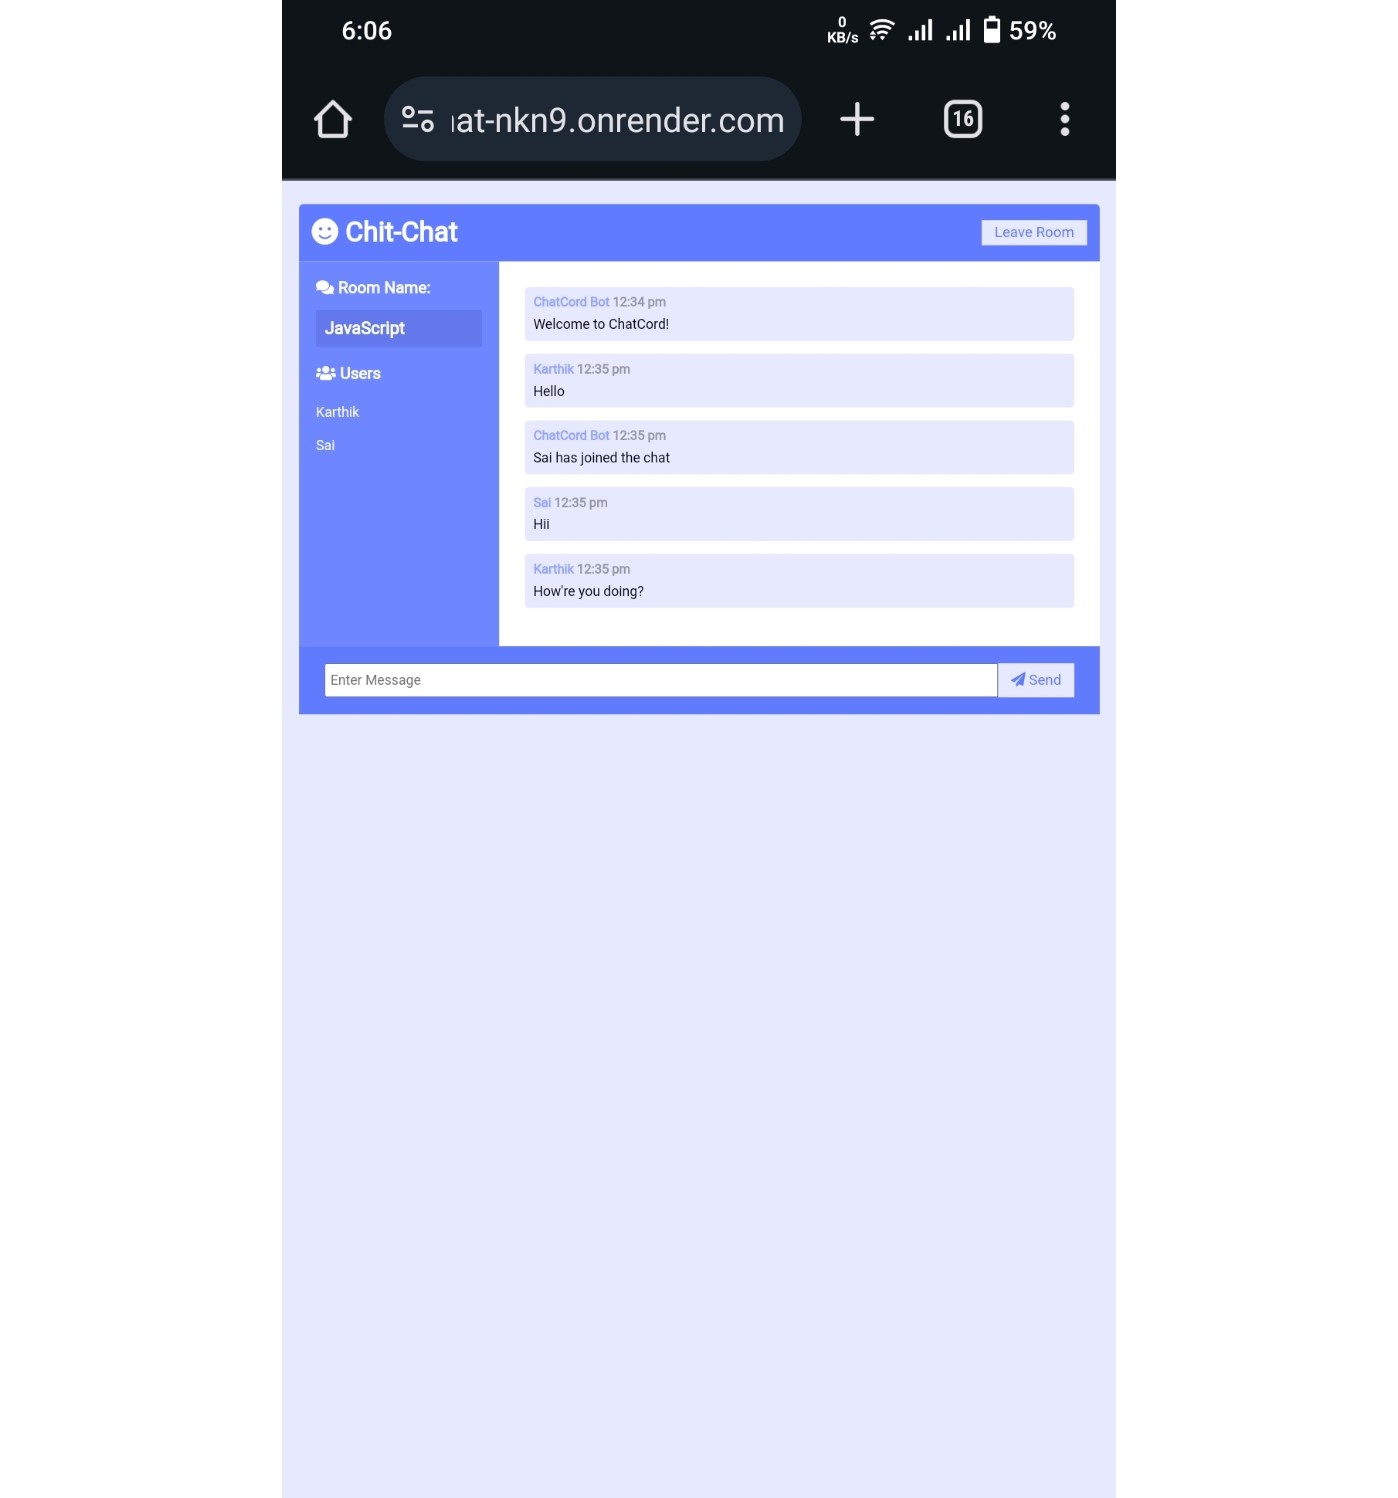 6:06
0
KB/s
59%
at-nkn9.onrender.com
16
Chit-Chat
Leave Room
Room Name:
JavaScript
Users
Karthik
Sai
ChatCord Bot 12:34 pm
Welcome to ChatCord!
Karthik 12:35 pm
Hello
ChatCord Bot 12:35 pm
Sai has joined the chat
Sai 12:35 pm
Hii
Karthik 12:35 pm
How're you doing?
Enter Message
Send